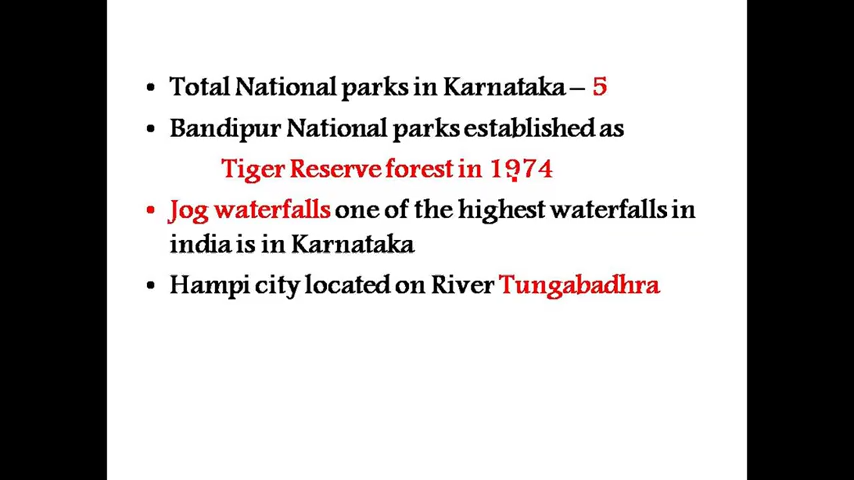 • Total National parks in Karnataka – 5
• Bandipur National parks established as
Tiger Reserve forest in 1974
• Jog waterfalls one of the highest waterfalls in
india is in Karnataka
• Hampi city located on River Tungabadhra